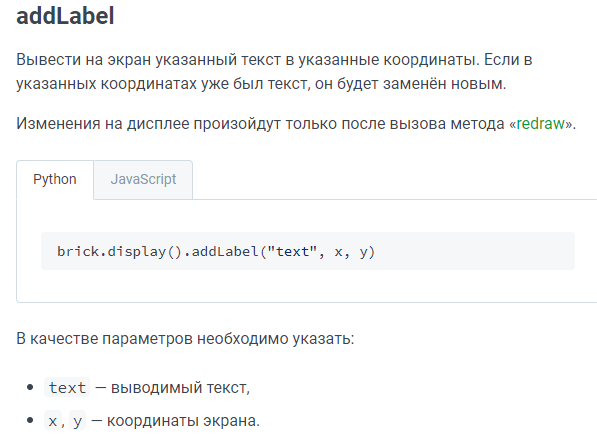 addLabel
Вывести на экран указанный текст в указанные координаты. Если в
указанных координатах уже был текст, он будет заменён новым.
Изменения на дисплее произойдут только после вызова метода «redraw».
Python JavaScript
brick.display().addLabel("text", x, y)
В качестве параметров необходимо указать:
• text — выводимый текст,
• x, y — координаты экрана.